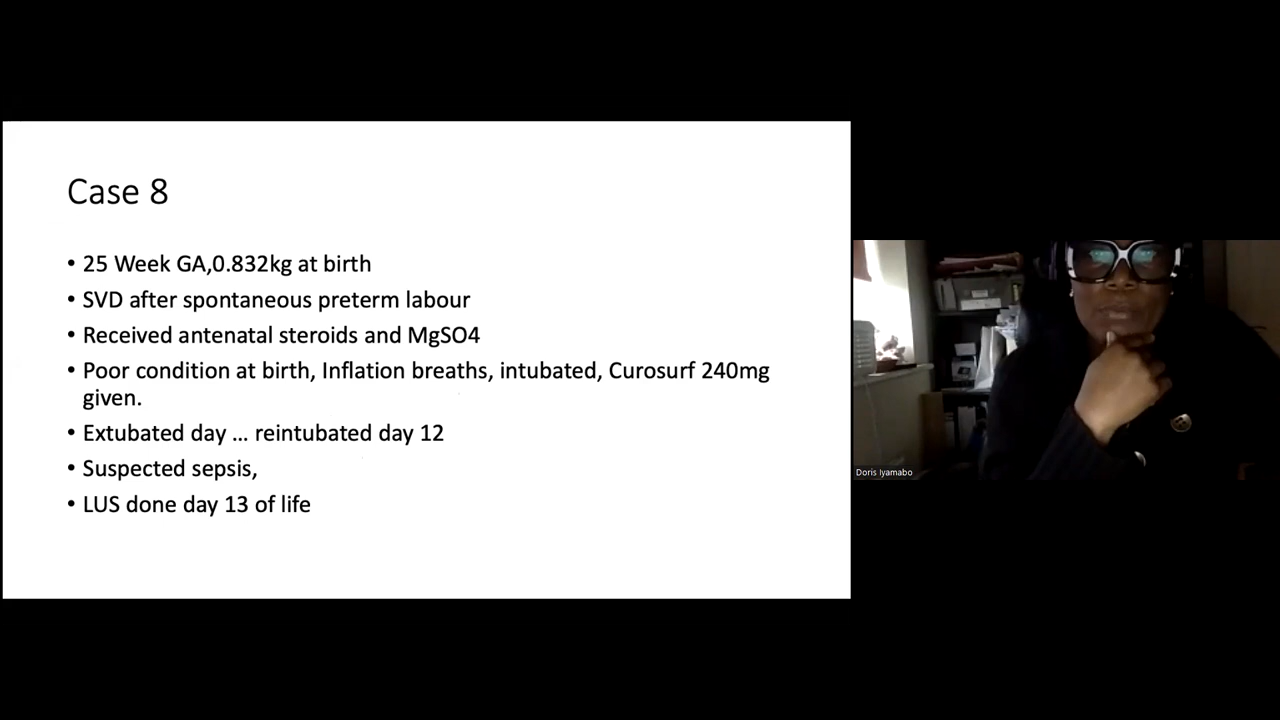 Case 8
• 25 Week GA,0.832kg at birth
• SVD after spontaneous preterm labour
• Received antenatal steroids and MgSO4
• Poor condition at birth, Inflation breaths, intubated, Curosurf 240mg
given.
• Extubated day ... reintubated day 12
• Suspected sepsis,
• LUS done day 13 of life
Doris Iyamabo